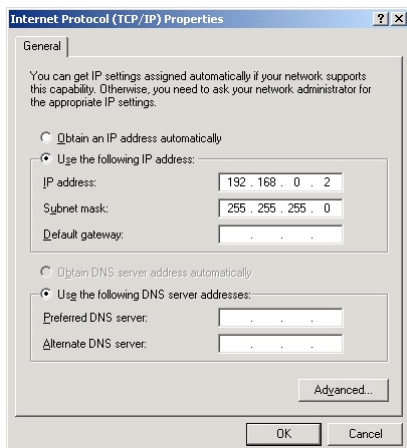 Internet Protocol (TCP/IP) Properties
General
You can get IP settings assigned automatically if your network supports
this capability. Otherwise, you need to ask your network administrator for
the appropriate IP settings.
Obtain an IP address automatically
Use the following IP address:
IP address: 192 . 168 . 0 . 2
Subnet mask: 255 . 255 . 255 . 0
Default gateway: . . .
Obtain DNS server address automatically
Use the following DNS server addresses:
Preferred DNS server: . . .
Alternate DNS server: . . .
Advanced...
OK Cancel